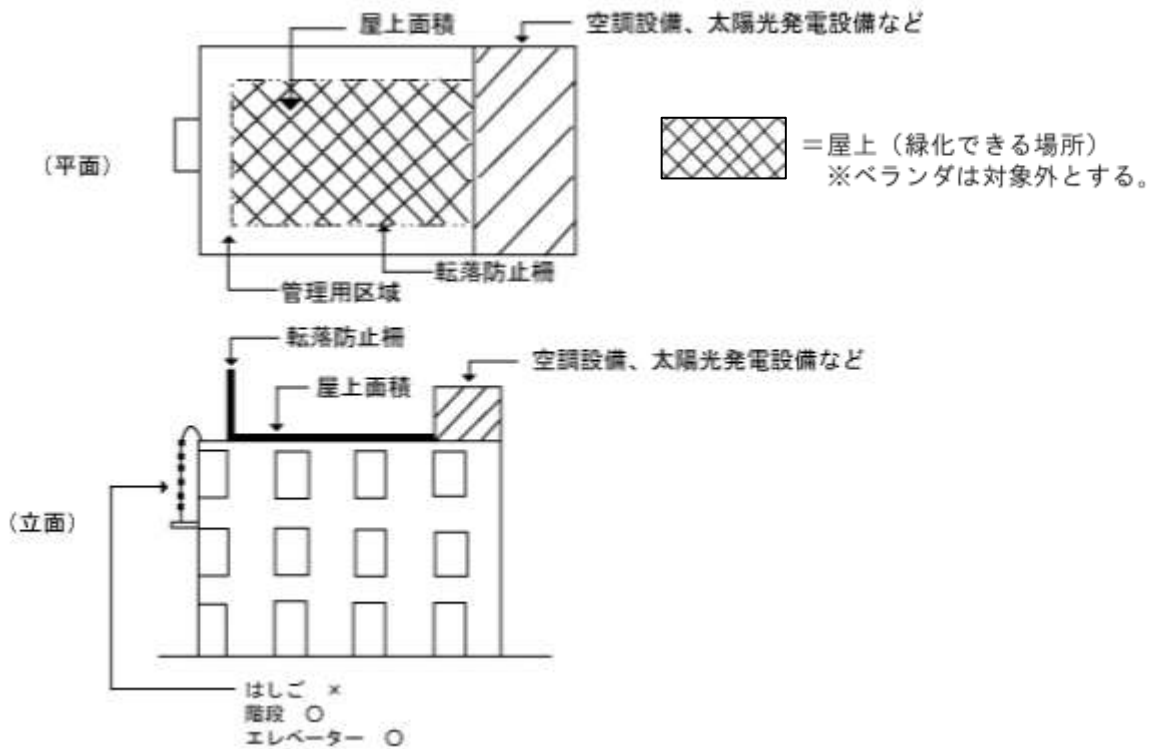 屋上面積
空調設備、太陽光発電設備など
(平面)
=屋上(緑化できる場所)
※ベランダは対象外とする。
転落防止柵
管理用区域
転落防止柵
空調設備、太陽光発電設備など
屋上面積
(立面)
はしご ×
階段 〇
エレベーター 〇